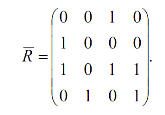 0 0 1 0
1 0 0 0
R̅ = 
1 0 1 1
0 1 0 1
.